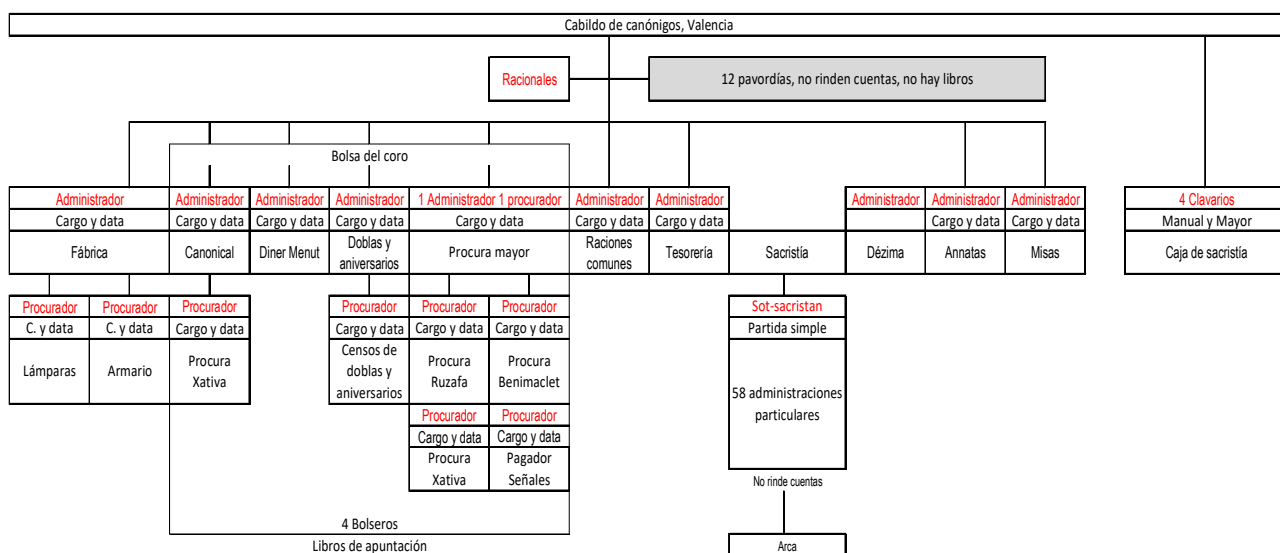 Cabildo de canónigos, Valencia
Racionales
12 pavordías, no rinden cuentas, no hay libros
Bolsa del coro
Administrador Administrador Administrador Administrador 1 Administrador 1 procurador Administrador Administrador Administrador Administrador Administrador 4 Clavarios
Cargo y data Cargo y data Cargo y data Cargo y data Cargo y data Cargo y data Cargo y data Cargo y data Cargo y data Manual y Mayor
Fábrica Canonical Diner Menut Doblas y aniversarios Procura mayor Raciones comunes Tesorería Sacristía Dézima Annatas Misas Caja de sacristía
Procurador Procurador Procurador Procurador Procurador Procurador Sot-sacristan
C. y data C. y data Cargo y data Cargo y data Cargo y data Cargo y data Partida simple
Lámparas Armario Procura Xativa Censos de doblas y aniversarios Procura Ruzafa Procura Benimaclet 58 administraciones particulares
Procurador Procurador
Cargo y data Cargo y data
Procura Xativa Pagador Señales
No rinde cuentas
4 Bolseros
Libros de apuntación
Arca